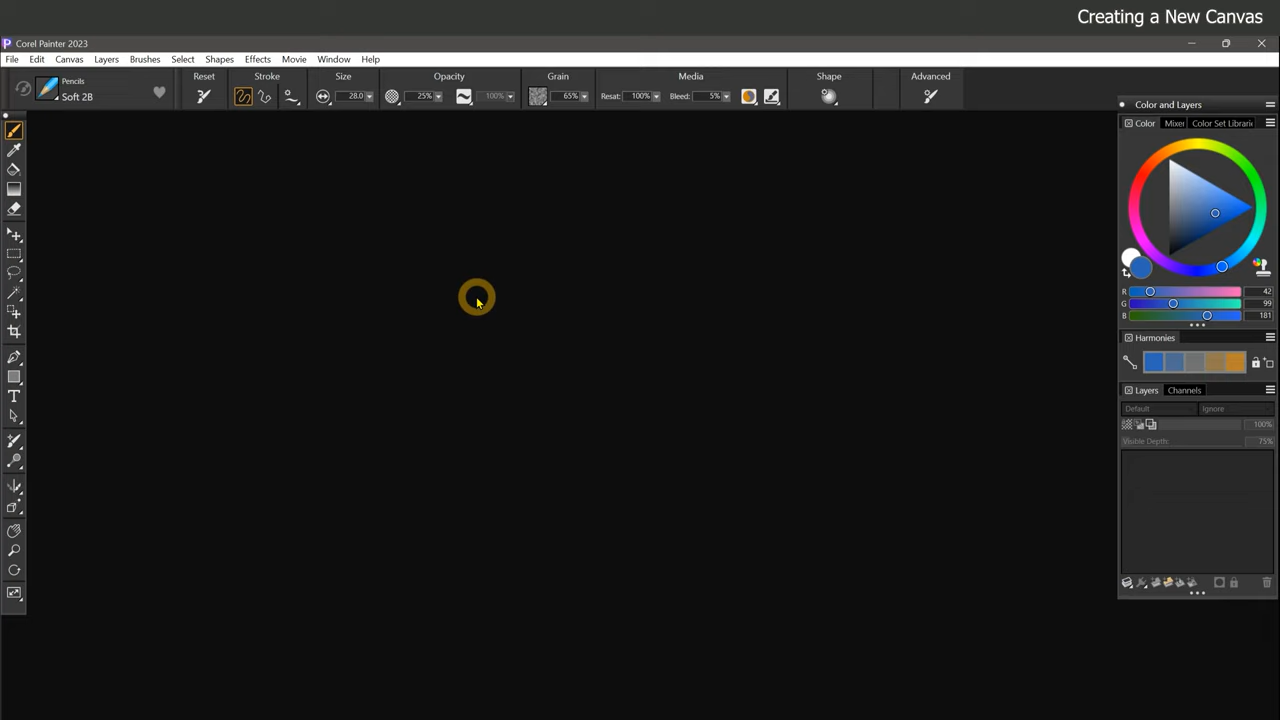 Creating a New Canvas
Corel Painter 2023
File Edit Canvas Layers Brushes Select Shapes Effects Movie Window Help
Pencils
Soft 2B
Reset Stroke Size Opacity Grain Media Shape Advanced
28.0 25% 100% 65% Resat: 100% Bleed: 5%
Color and Layers
Color Mixer Color Set Librarie
R 42
G 99
B 181
Harmonies
Layers Channels
Default Ignore
100%
Visible Depth: 75%